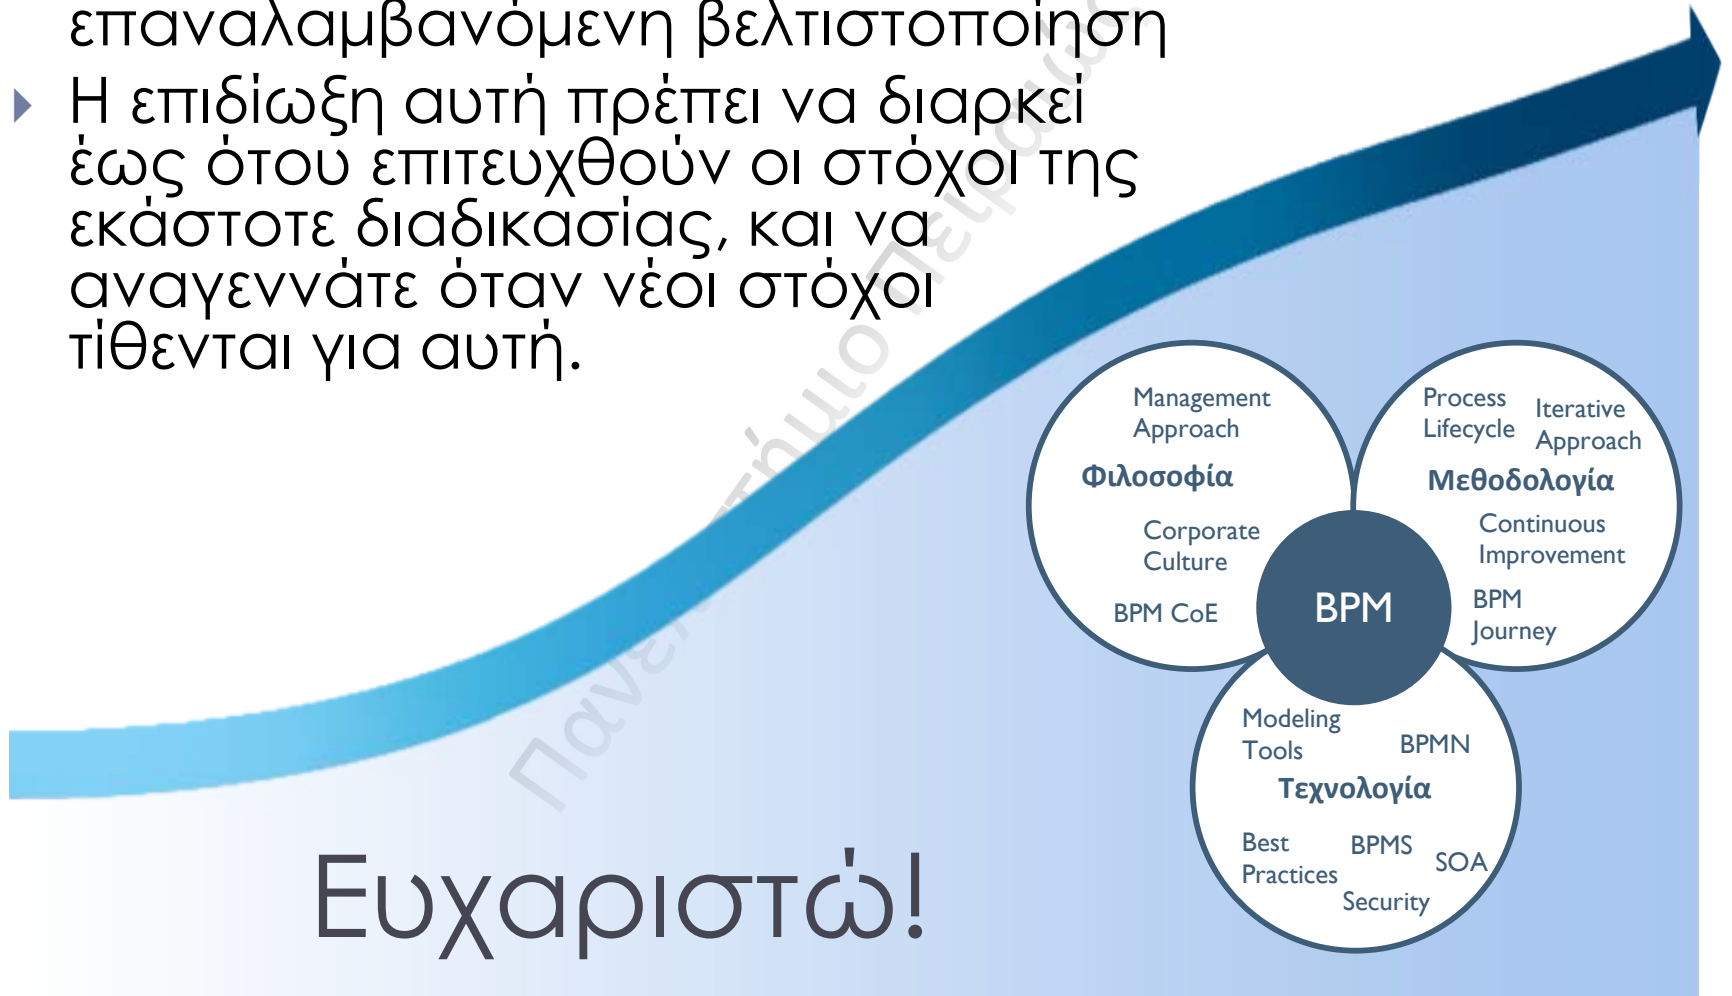 επαναλαμβανόμενη βελτιστοποίηση
Η επιδίωξη αυτή πρέπει να διαρκεί
έως ότου επιτευχθούν οι στόχοι της
εκάστοτε διαδικασίας, και να
αναγεννάτε όταν νέοι στόχοι
τίθενται για αυτή.
Management
Approach
Φιλοσοφία
Corporate
Culture
BPM CoE
Process
Lifecycle
Iterative
Approach
Μεθοδολογία
Continuous
Improvement
BPM
Journey
BPM
Modeling
Tools
BPMN
Τεχνολογία
Best
Practices
BPMS
SOA
Security
Ευχαριστώ!